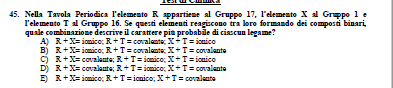 Test di Chimica
45. Nella Tavola Periodica l'elemento R appartiene al Gruppo 17, l'elemento X al Gruppo 1 e
l'elemento T al Gruppo 16. Se questi elementi reagiscono tra loro formando dei composti binari,
quale combinazione descrive il carattere più probabile di ciascun legame?
A) R + X= ionico; R + T = covalente; X + T = ionico
B) R + X= ionico; R + T = covalente; X + T = covalente
C) R + X= covalente; R + T = ionico; X + T = ionico
D) R + X= covalente; R + T = ionico; X + T = covalente
E) R + X= ionico; R + T = ionico; X + T = covalente